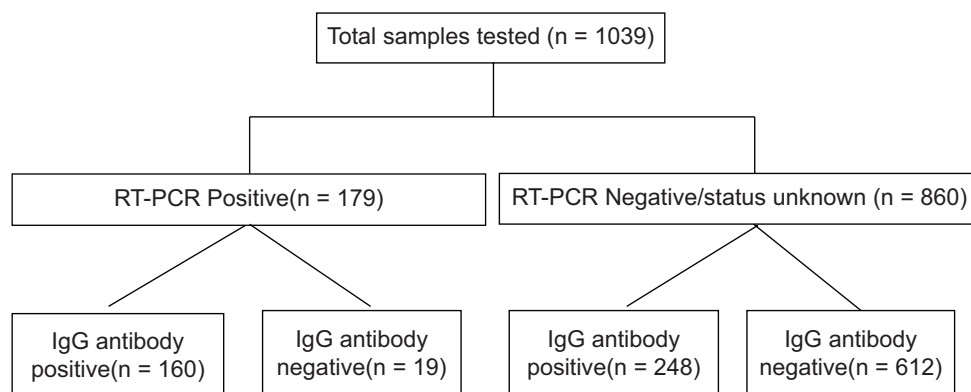 Total samples tested (n = 1039)
RT-PCR Positive(n = 179)
RT-PCR Negative/status unknown (n = 860)
IgG antibody
positive(n = 160)
IgG antibody
negative(n = 19)
IgG antibody
positive(n = 248)
IgG antibody
negative(n = 612)